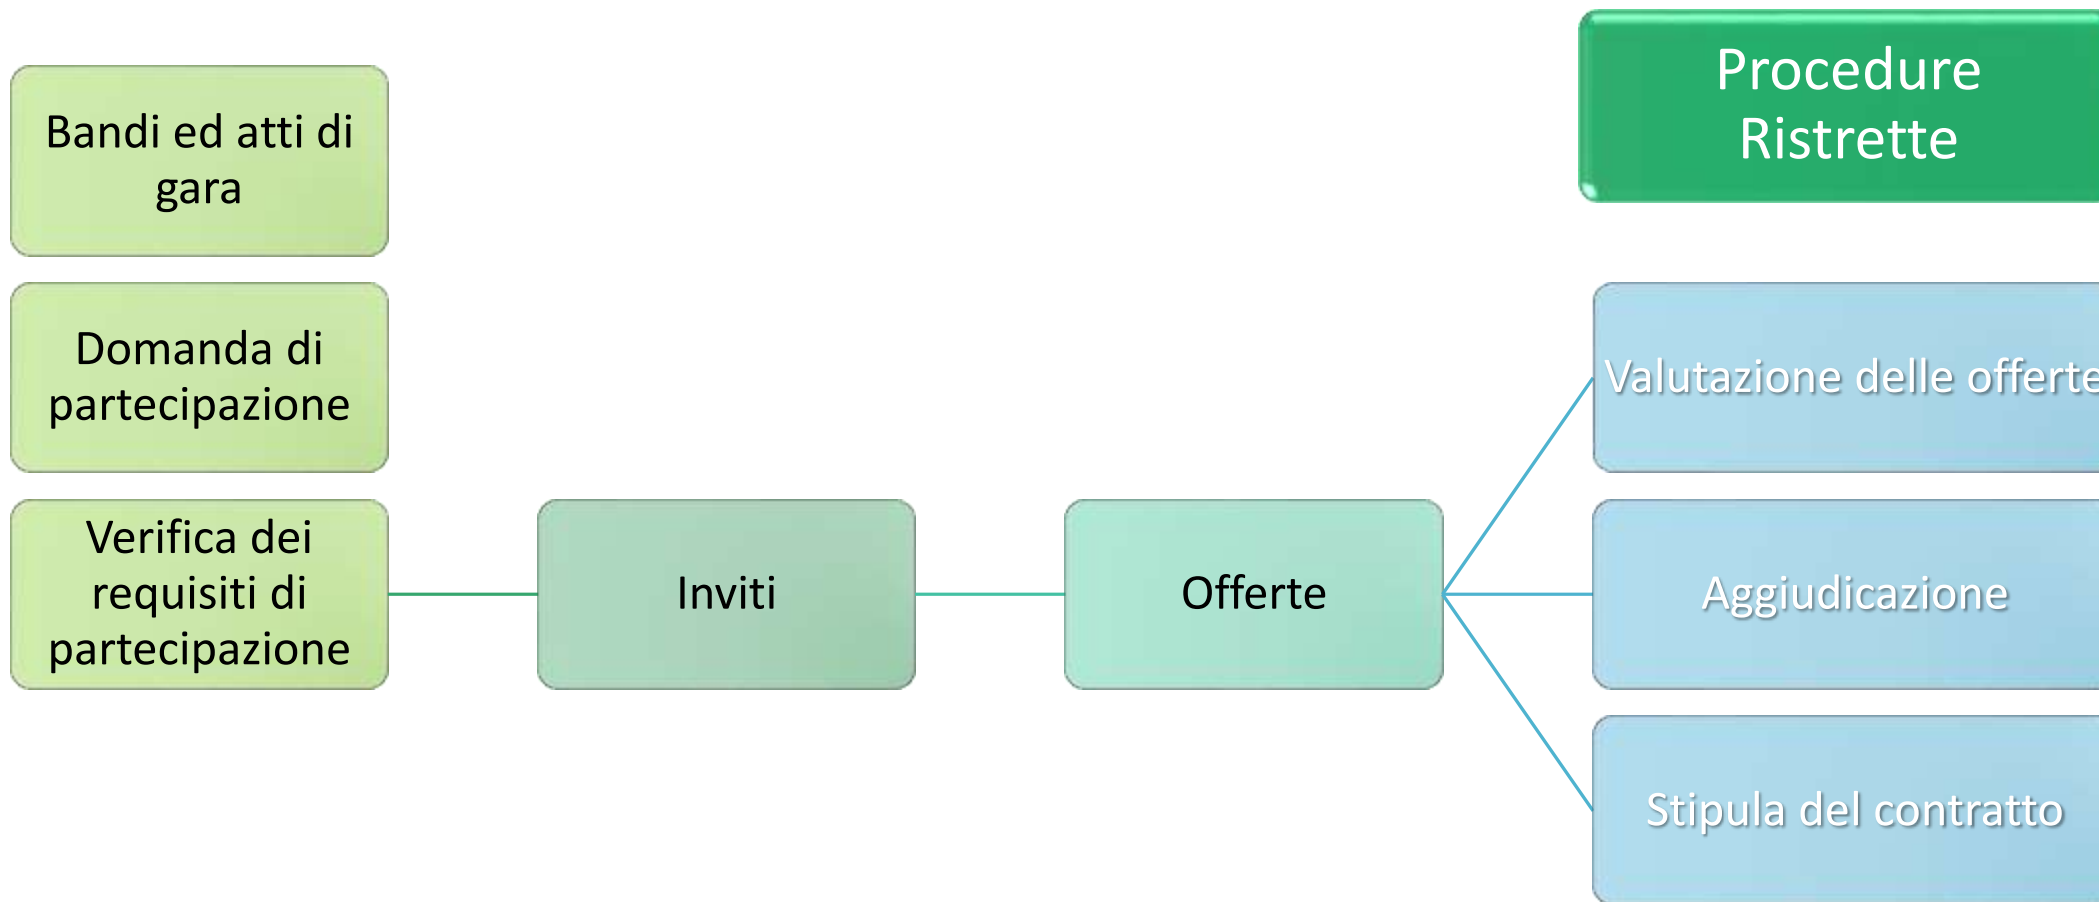 Procedure
Ristrette
Bandi ed atti di
gara
Domanda di
partecipazione
Verifica dei
requisiti di
partecipazione
Inviti
Offerte
Valutazione delle offerte
Aggiudicazione
Stipula del contratto